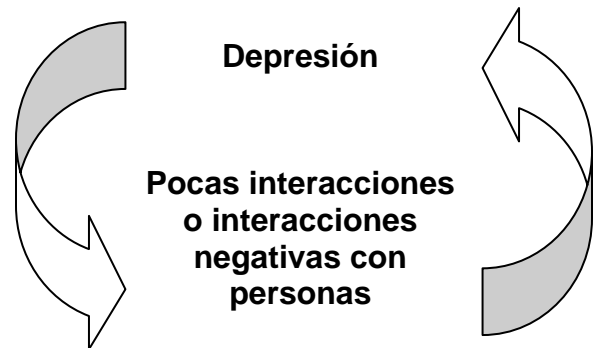 Depresión
Pocas interacciones
o interacciones
negativas con
personas